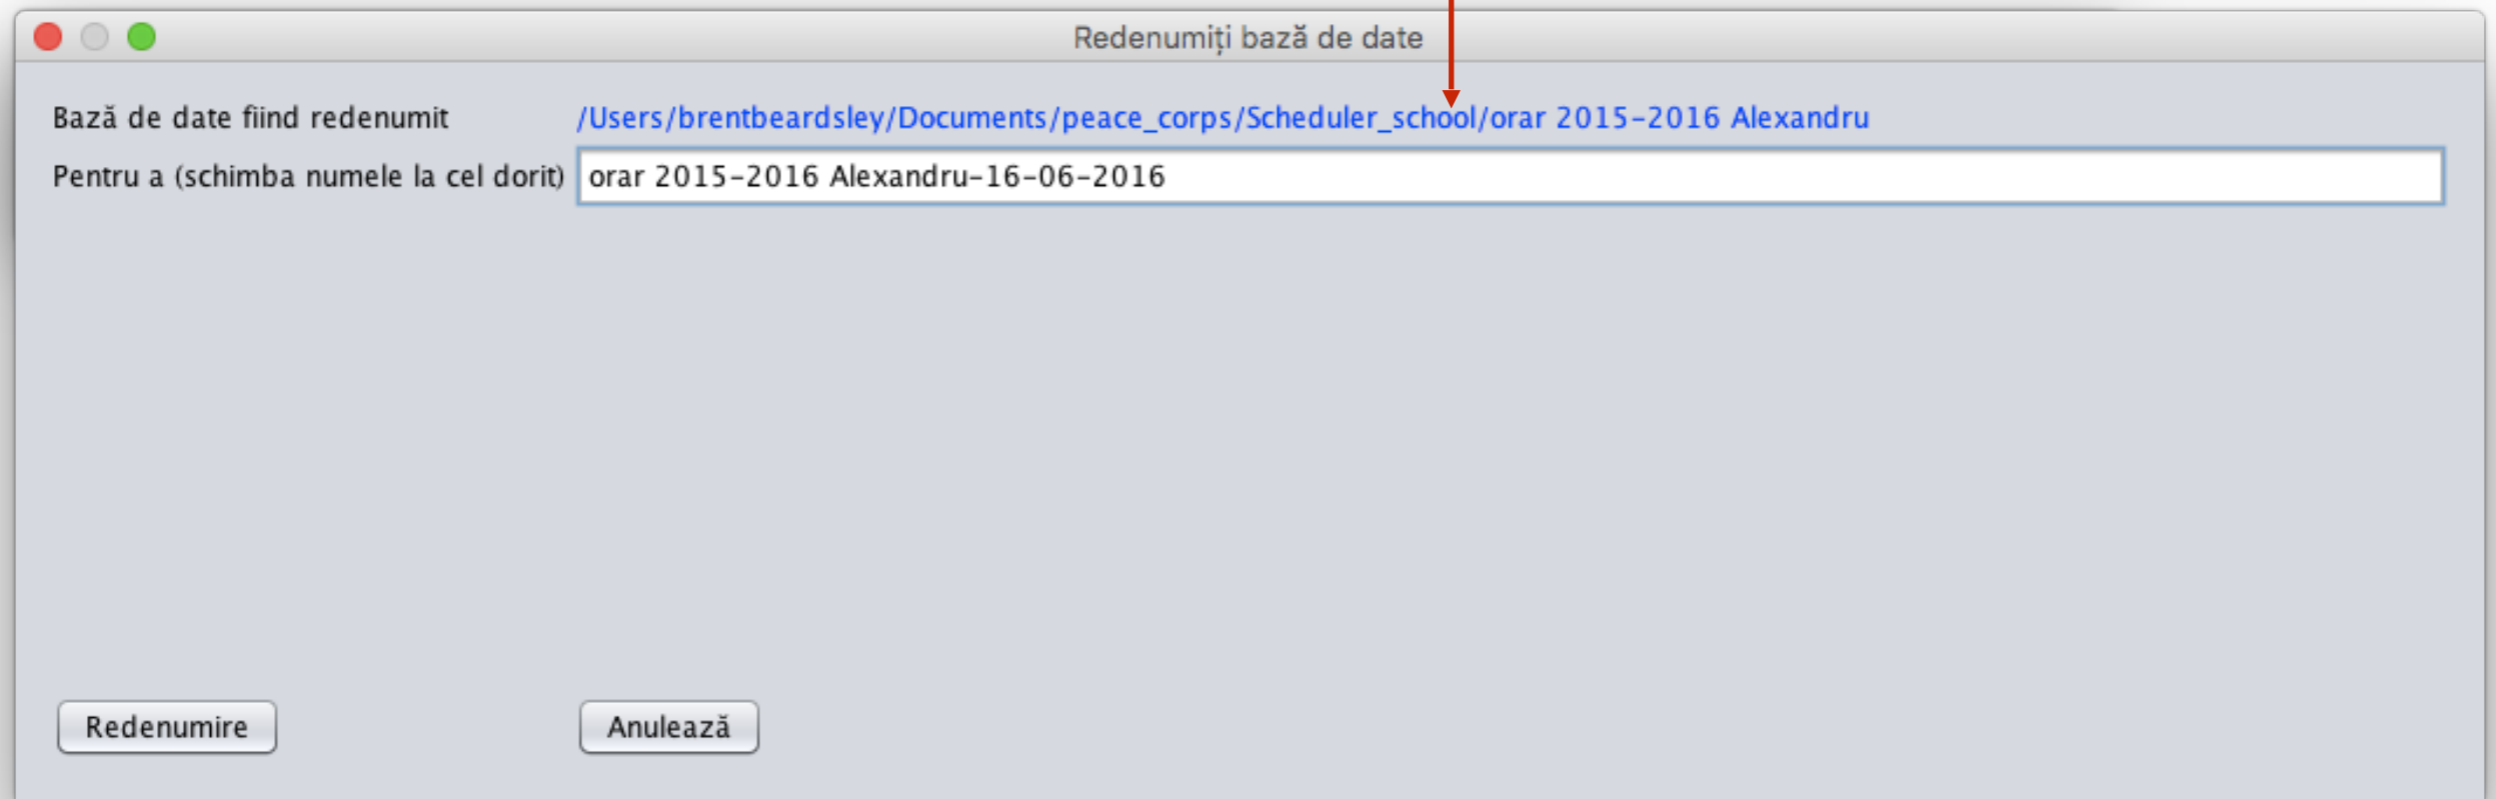 Redenumiți bază de date
Bază de date fiind redenumit /Users/brentbeardsley/Documents/peace_corps/Scheduler_school/orar 2015-2016 Alexandru
Pentru a (schimba numele la cel dorit) orar 2015-2016 Alexandru-16-06-2016
Redenumire Anulează